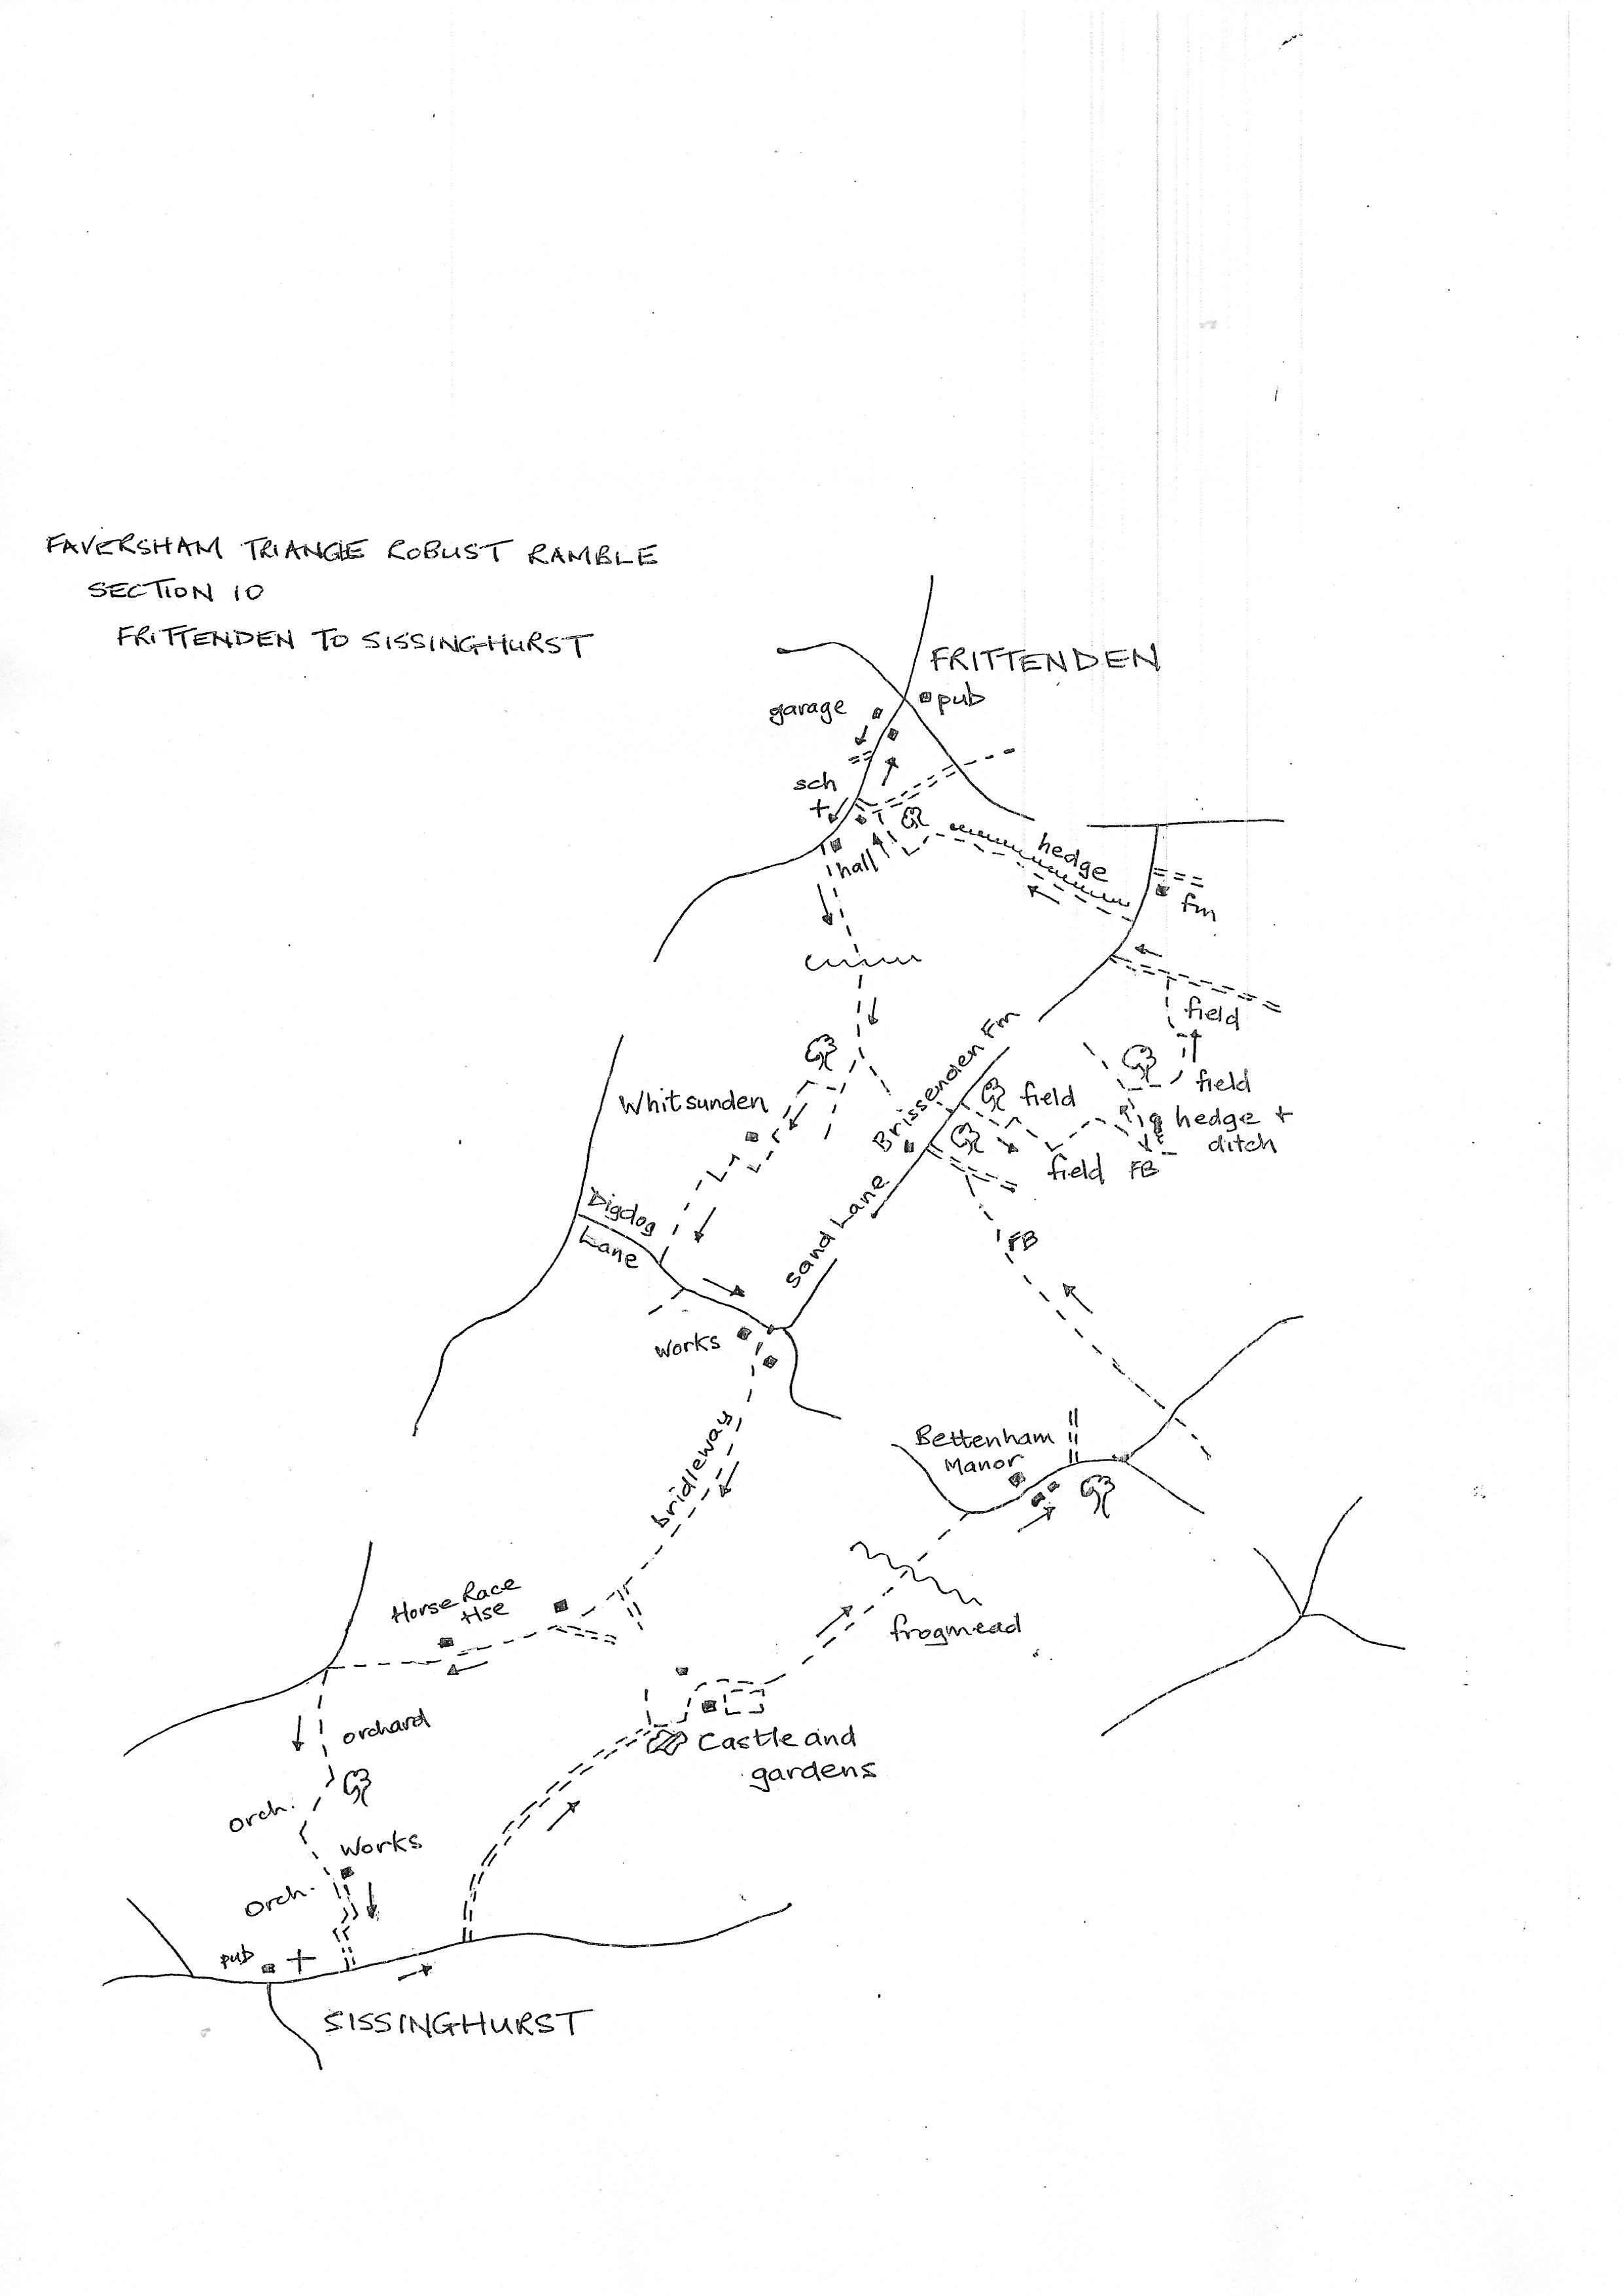 FAVERSHAM TRIANGLE ROBUST RAMBLE
SECTION 10
FRITTENDEN TO SISSINGHURST
FRITTENDEN
pub
garage
sch
hall
hedge
fm
field
Brissenden Fm
field
field
hedge +
ditch
field
FB
Whitsunden
Digdog
Lane
Sand Lane
FB
works
bridleway
Bettenham
Manor
Horse Race
Hse
frogmead
orchard
Castle and
gardens
orch.
works
orch.
pub
SISSINGHURST